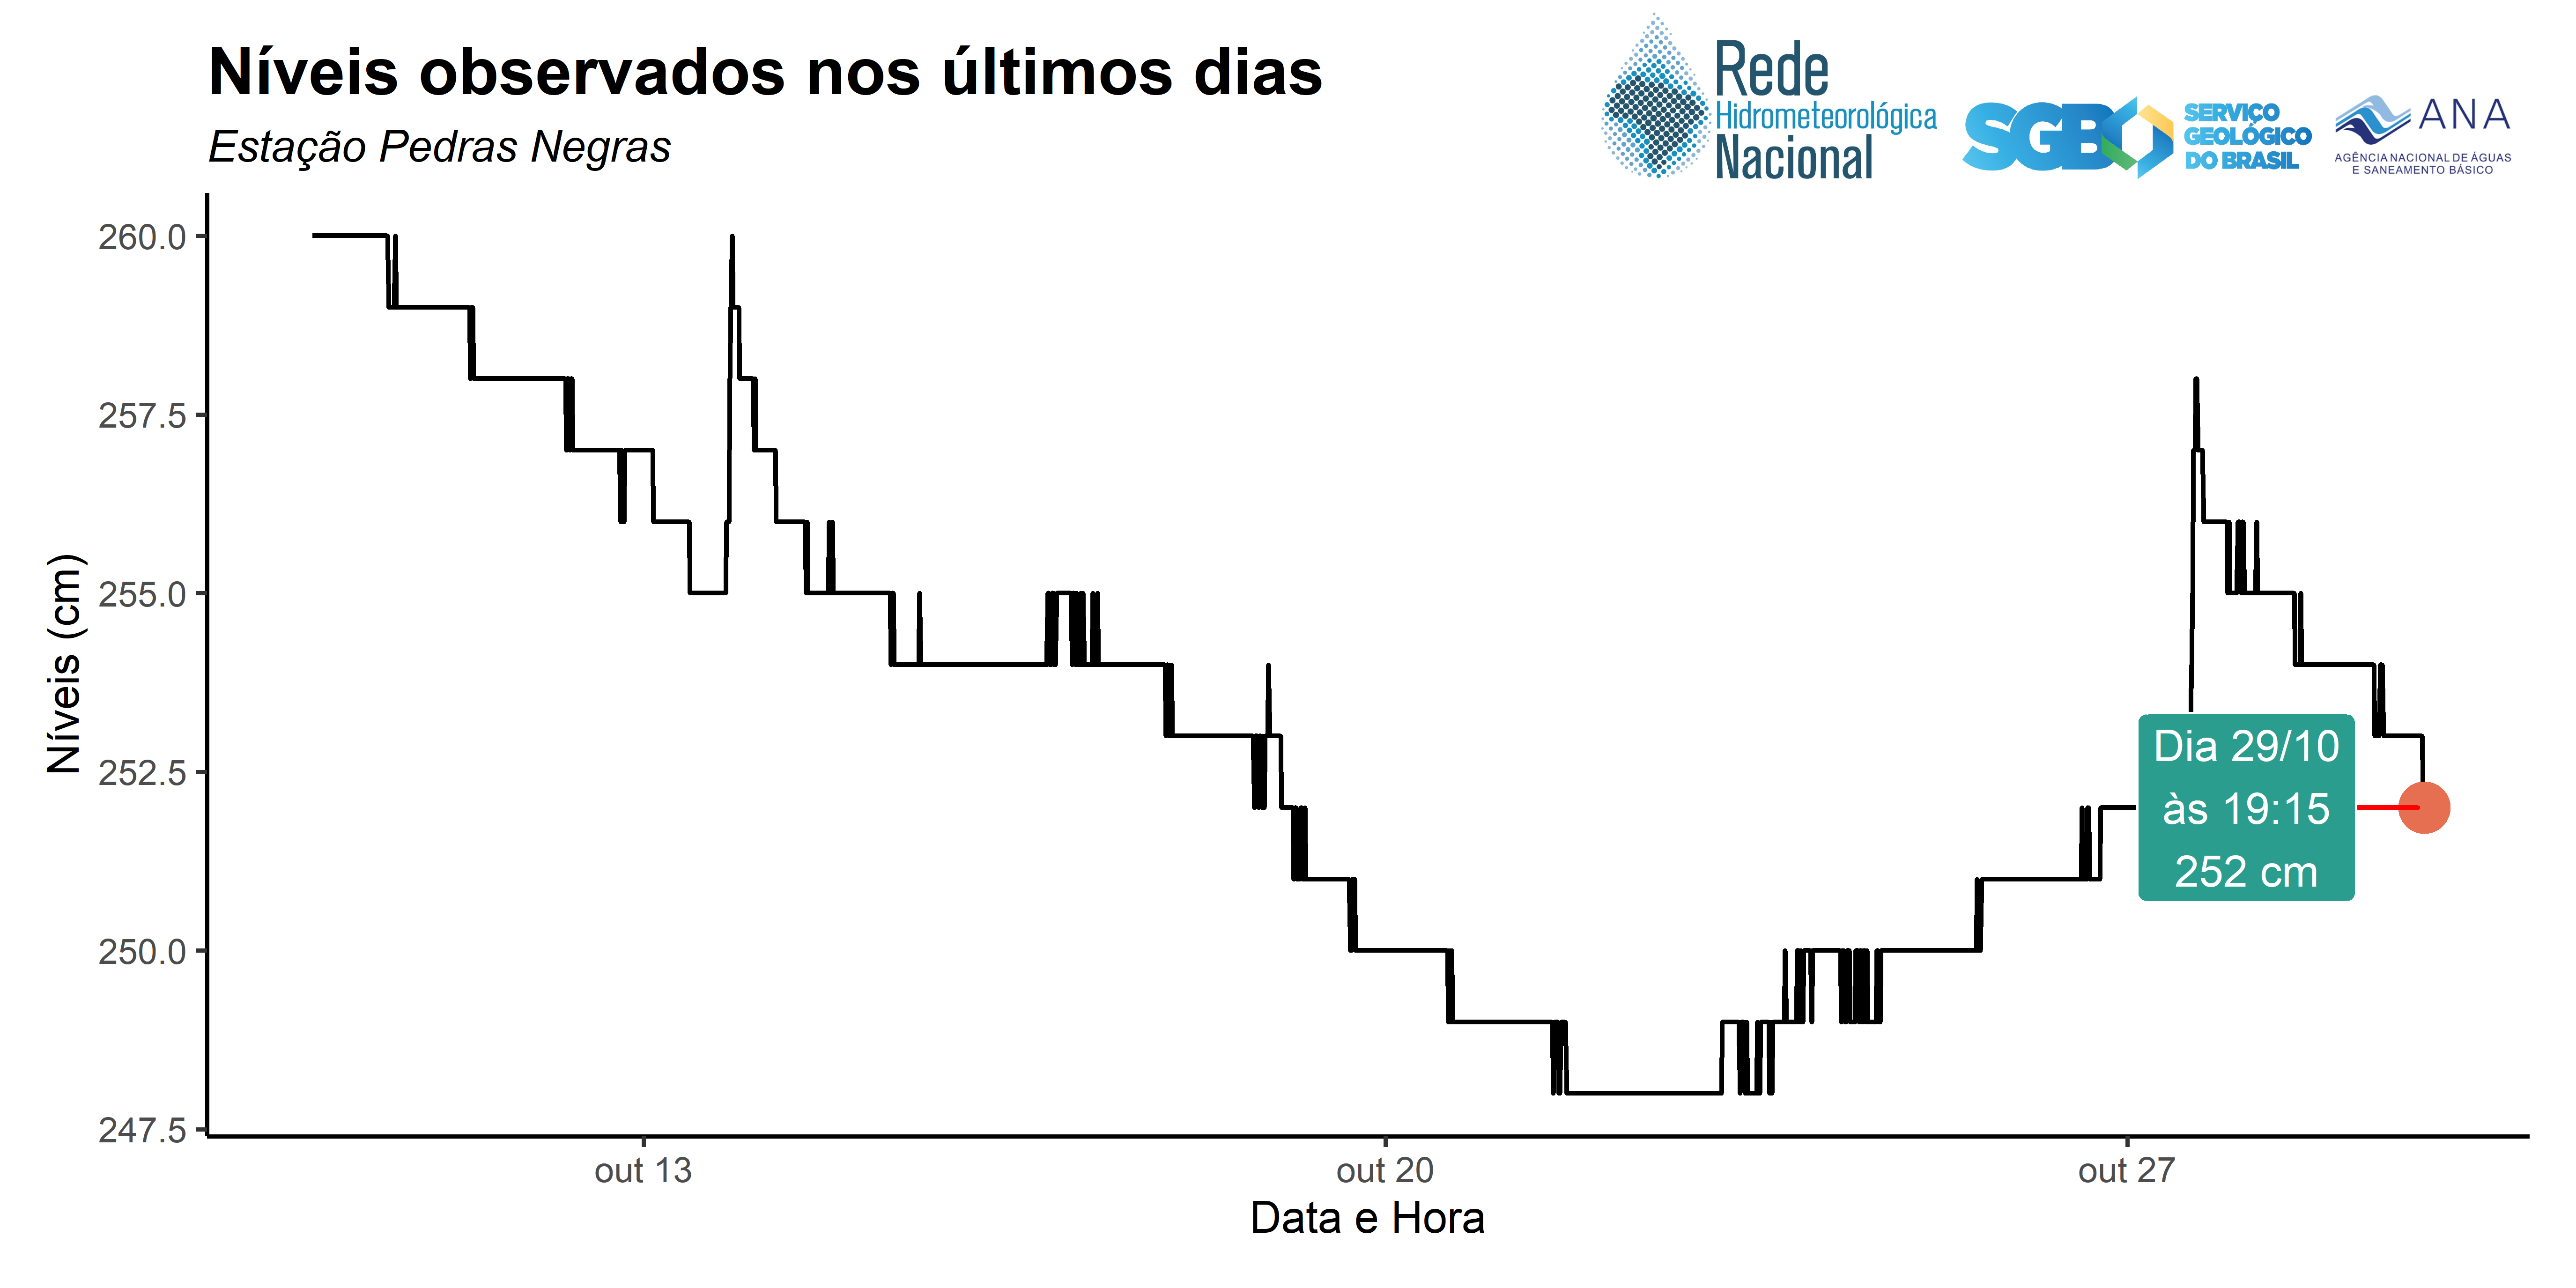 Níveis observados nos últimos dias
Estação Pedras Negras
Rede
Hidrometeorológica
Nacional
SGB
SERVIÇO
GEOLÓGICO
DO BRASIL
ANA
AGÊNCIA NACIONAL DE ÁGUAS
E SANEAMENTO BÁSICO
Níveis (cm)
260.0
257.5
255.0
252.5
250.0
247.5
Dia 29/10
às 19:15
252 cm
out 13
out 20
out 27
Data e Hora